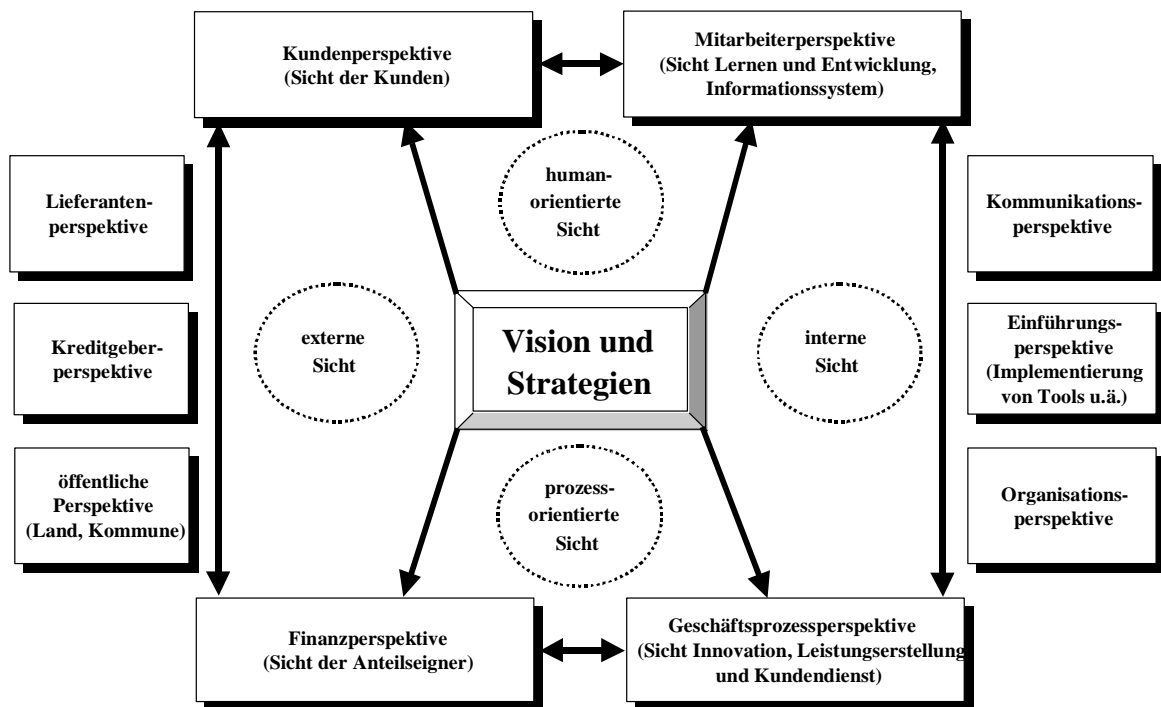 Kundenperspektive
(Sicht der Kunden)
Mitarbeiterperspektive
(Sicht Lernen und Entwicklung,
Informationssystem)
Lieferanten-
perspektive
human-
orientierte
Sicht
Kommunikations-
perspektive
Kreditgeber-
perspektive
externe
Sicht
Vision und
Strategien
interne
Sicht
Einführungs-
perspektive
(Implementierung
von Tools u.ä.)
öffentliche
Perspektive
(Land, Kommune)
prozess-
orientierte
Sicht
Organisations-
perspektive
Finanzperspektive
(Sicht der Anteilseigner)
Geschäftsprozessperspektive
(Sicht Innovation, Leistungserstellung
und Kundendienst)